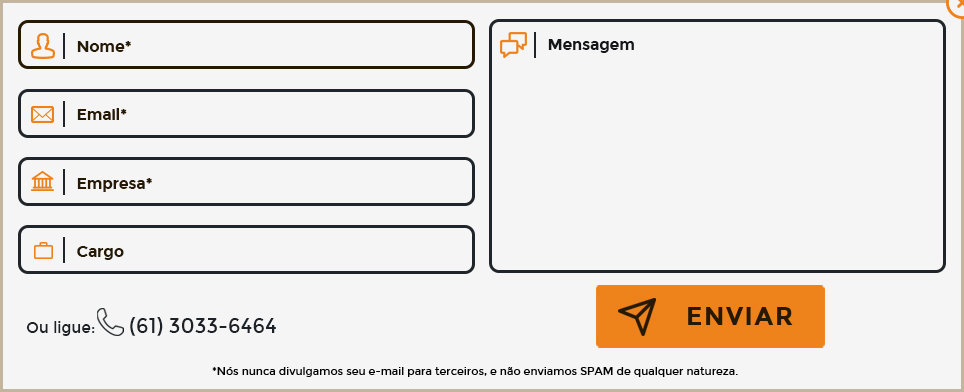 Nome*
Email*
Empresa*
Cargo
Mensagem
Ou ligue: (61) 3033-6464
ENVIAR
*Nós nunca divulgamos seu e-mail para terceiros, e não enviamos SPAM de qualquer natureza.